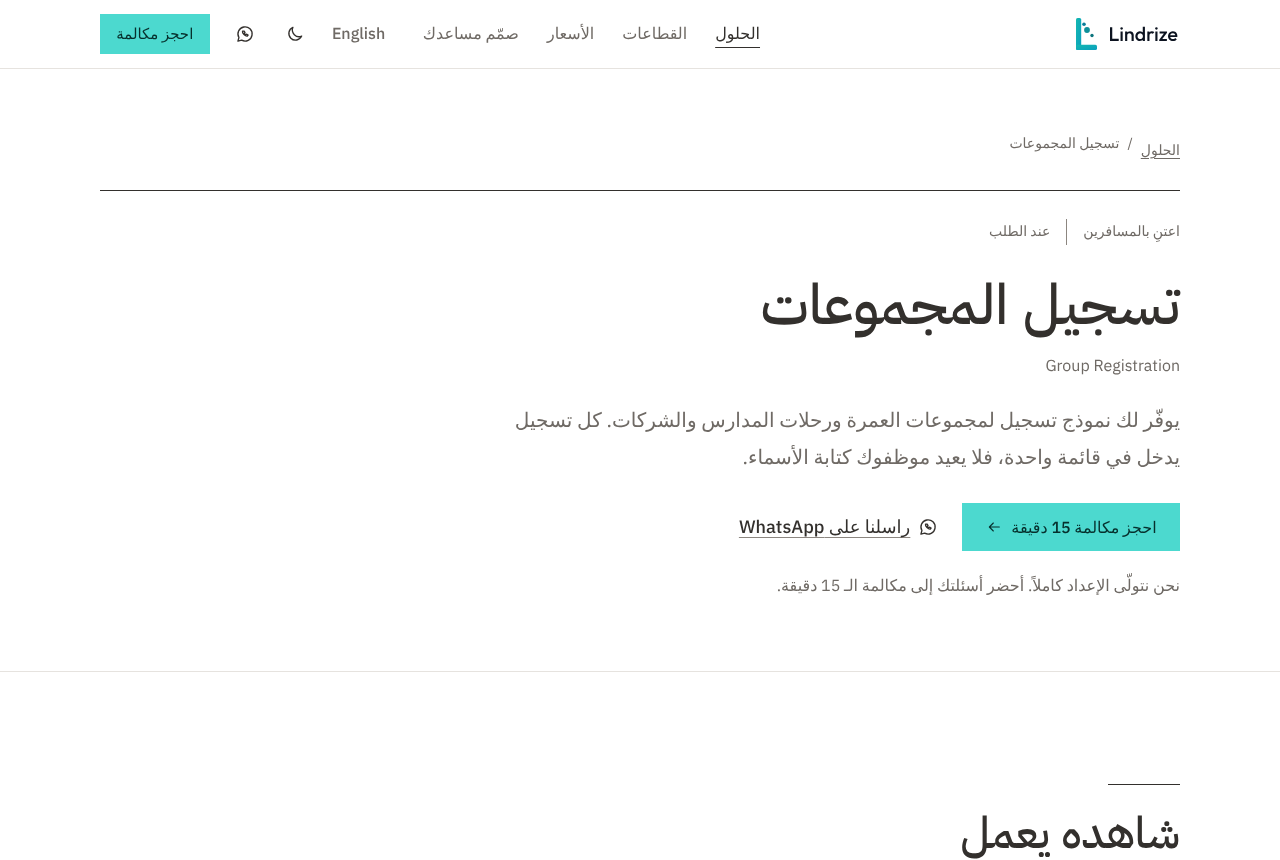 Lindrize
الحلول
القطاعات
الأسعار
صمّم مساعدك
English
احجز مكالمة
الحلول / تسجيل المجموعات
اعتنِ بالمسافرين
عند الطلب
تسجيل المجموعات
Group Registration
يوفّر لك نموذج تسجيل لمجموعات العمرة ورحلات المدارس والشركات. كل تسجيل
يدخل في قائمة واحدة، فلا يعيد موظفوك كتابة الأسماء.
احجز مكالمة 15 دقيقة ←
راسلنا على WhatsApp
نحن نتولّى الإعداد كاملاً. أحضر أسئلتك إلى مكالمة الـ 15 دقيقة.
شاهده يعمل